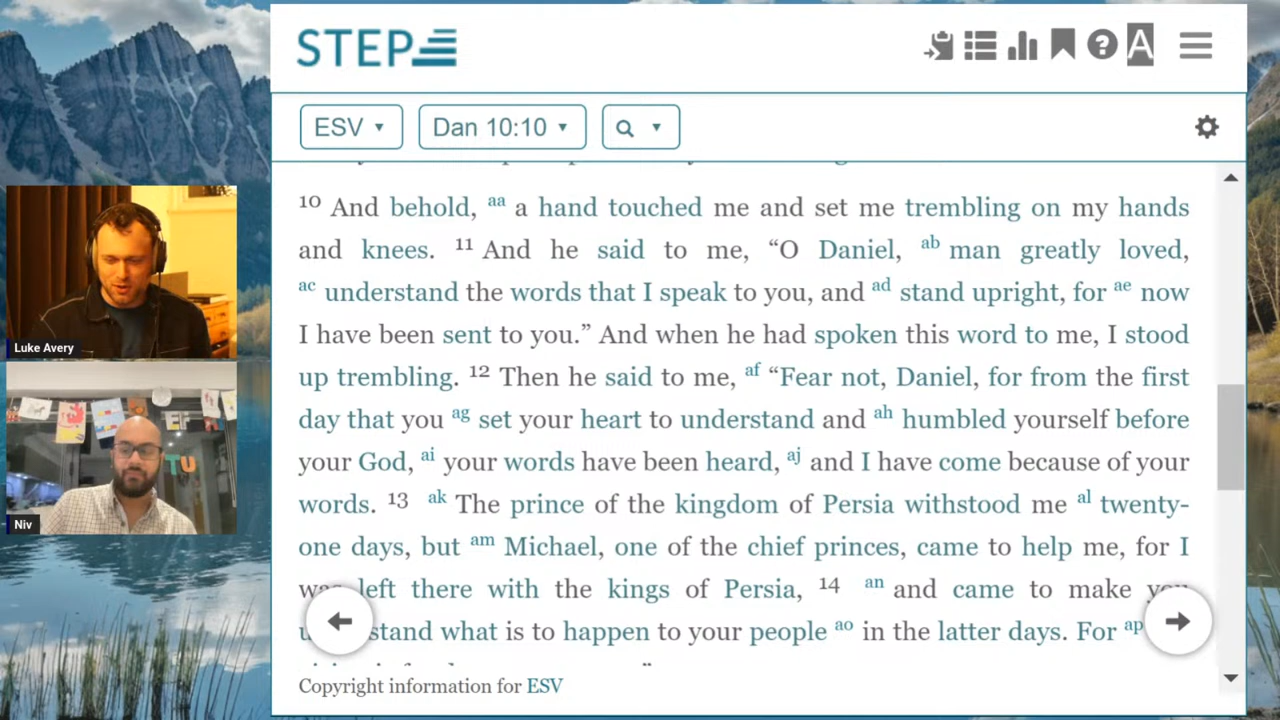 STEP
A
ESV
Dan 10:10
10 And behold, aa a hand touched me and set me trembling on my hands
and knees. 11 And he said to me, “O Daniel, ab man greatly loved,
ac understand the words that I speak to you, and ad stand upright, for ae now
I have been sent to you.” And when he had spoken this word to me, I stood
up trembling. 12 Then he said to me, af “Fear not, Daniel, for from the first
day that you ag set your heart to understand and ah humbled yourself before
your God, ai your words have been heard, aj and I have come because of your
words. 13 ak The prince of the kingdom of Persia withstood me al twenty-
one days, but am Michael, one of the chief princes, came to help me, for I
left there with the kings of Persia, 14 an and came to make
what is to happen to your people ao in the latter days. For ap
Copyright information for ESV
Luke Avery
Niv
TU